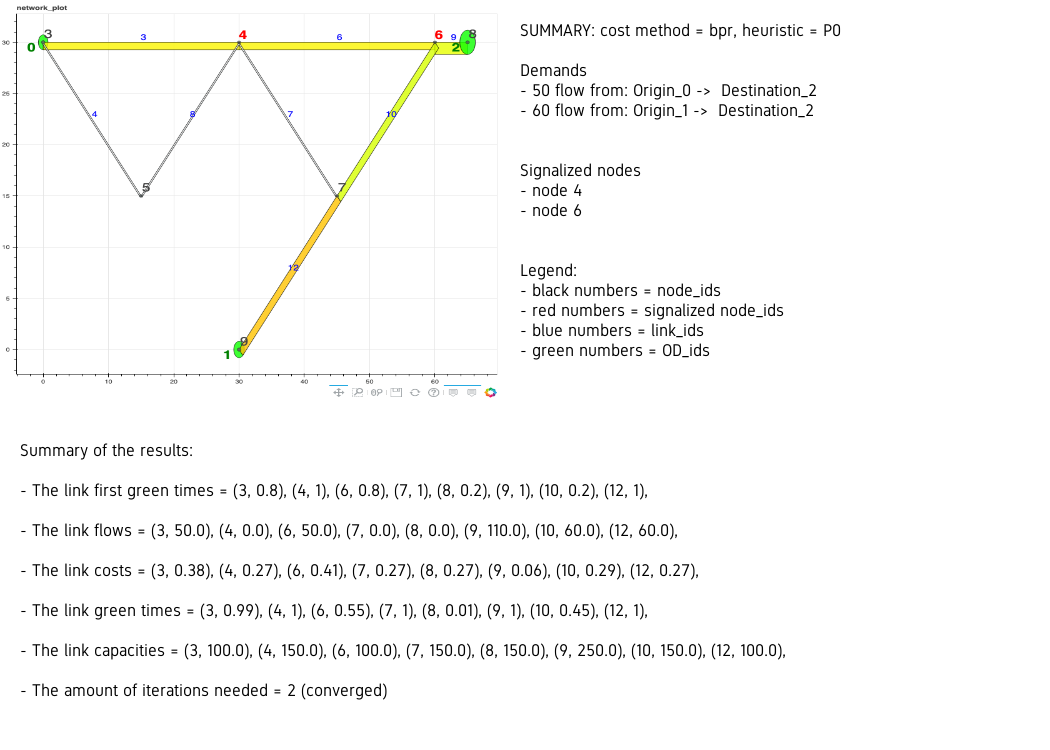 network_plot
3
3
4
6
6
9
8
0
2
30
25
4
8
7
10
20
5
7
15
10
12
5
9
1
0
0
10
20
30
40
50
60
SUMMARY: cost method = bpr, heuristic = P0
Demands
- 50 flow from: Origin_0 -> Destination_2
- 60 flow from: Origin_1 -> Destination_2
Signalized nodes
- node 4
- node 6
Legend:
- black numbers = node_ids
- red numbers = signalized node_ids
- blue numbers = link_ids
- green numbers = OD_ids
Summary of the results:
- The link first green times = (3, 0.8), (4, 1), (6, 0.8), (7, 1), (8, 0.2), (9, 1), (10, 0.2), (12, 1),
- The link flows = (3, 50.0), (4, 0.0), (6, 50.0), (7, 0.0), (8, 0.0), (9, 110.0), (10, 60.0), (12, 60.0),
- The link costs = (3, 0.38), (4, 0.27), (6, 0.41), (7, 0.27), (8, 0.27), (9, 0.06), (10, 0.29), (12, 0.27),
- The link green times = (3, 0.99), (4, 1), (6, 0.55), (7, 1), (8, 0.01), (9, 1), (10, 0.45), (12, 1),
- The link capacities = (3, 100.0), (4, 150.0), (6, 100.0), (7, 150.0), (8, 150.0), (9, 250.0), (10, 150.0), (12, 100.0),
- The amount of iterations needed = 2 (converged)